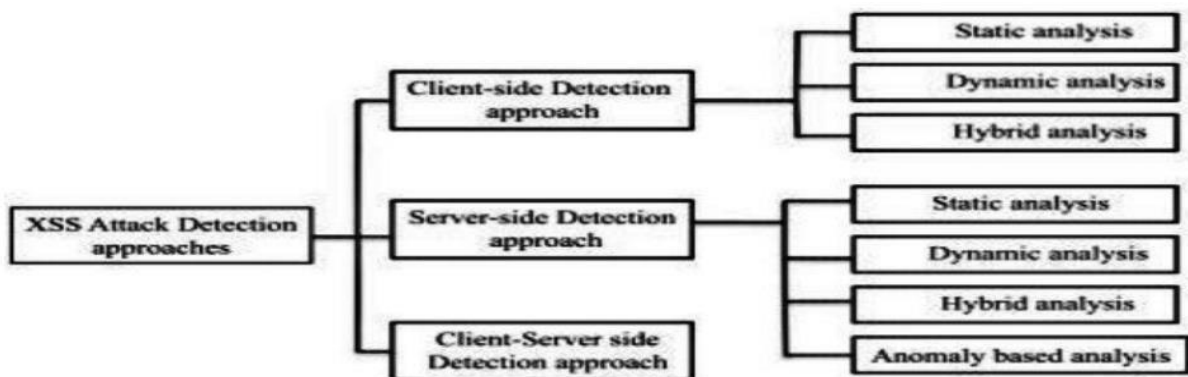 XSS Attack Detection
approaches
Client-side Detection
approach
Static analysis
Dynamic analysis
Hybrid analysis
Server-side Detection
approach
Static analysis
Dynamic analysis
Hybrid analysis
Anomaly based analysis
Client-Server side
Detection approach